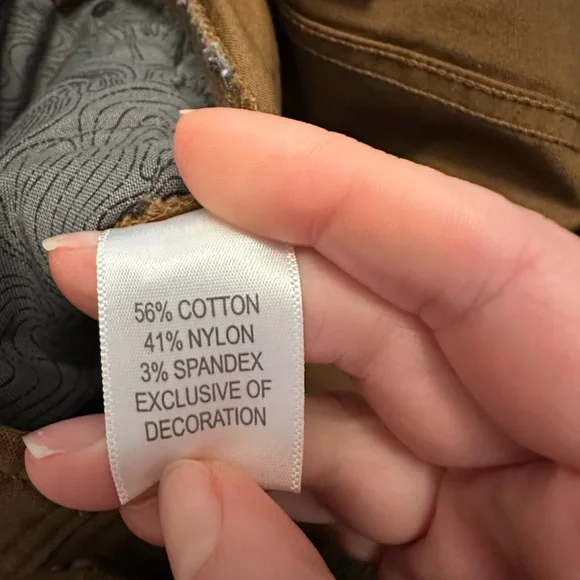 56% COTTON
41% NYLON
3% SPANDEX
EXCLUSIVE OF
DECORATION